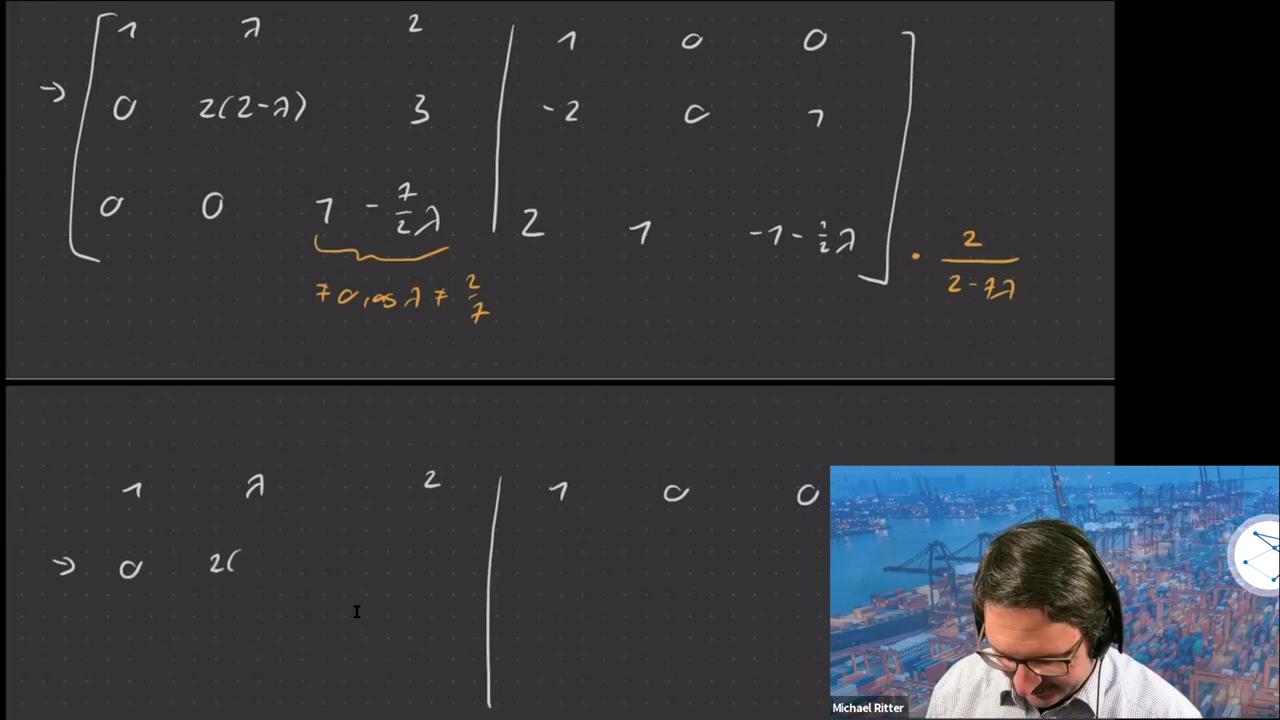 1 λ 2 | 1 0 0
→ 0 2(2-λ) 3 | -2 0 1
0 0 1 - 7/2 λ | 2 1 -1 - 1/2 λ · 2/(2-7λ)
≠ 0, da λ ≠ 2/7
1 λ 2 | 1 0 0
→ 0 2(
Michael Ritter